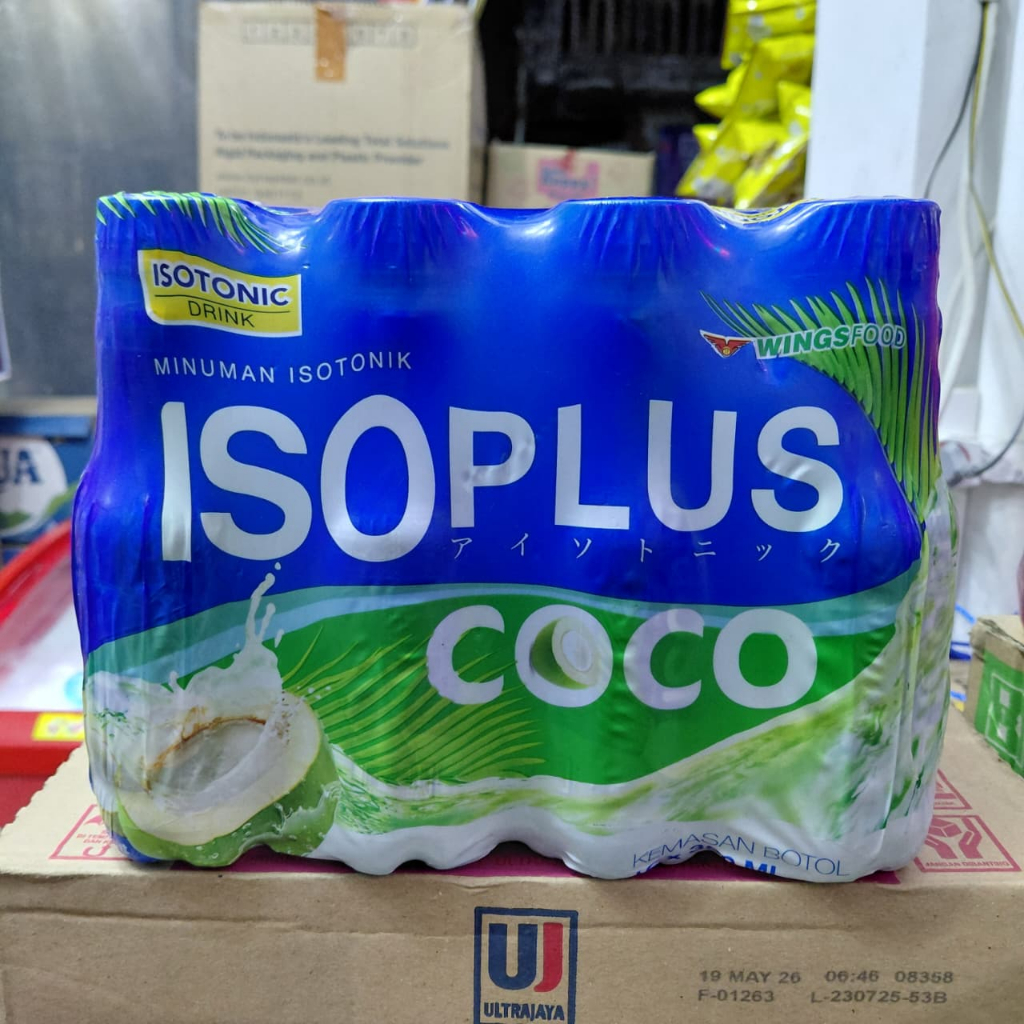 ISOTONIC
DRINK
MINUMAN ISOTONIK
WINGSFOOD
ISOPLUS
アイソトニック
COCO
KEMASAN BOTOL
ML
UJ
ULTRAJAYA
19 MAY 26 06:46 08358
F-01263 L-230725-53B